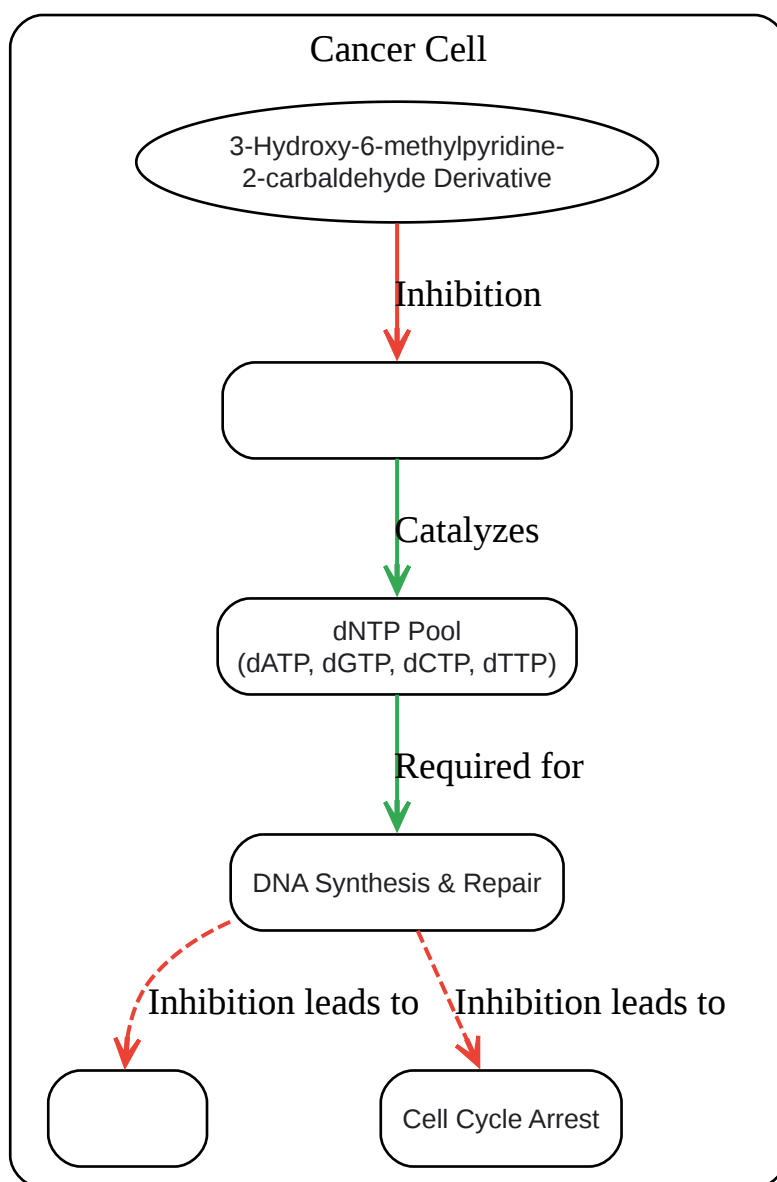 Cancer Cell
3-Hydroxy-6-methylpyridine-
2-carbaldehyde Derivative
Inhibition
Catalyzes
dNTP Pool
(dATP, dGTP, dCTP, dTTP)
Required for
DNA Synthesis & Repair
Inhibition leads to
Inhibition leads to
Cell Cycle Arrest